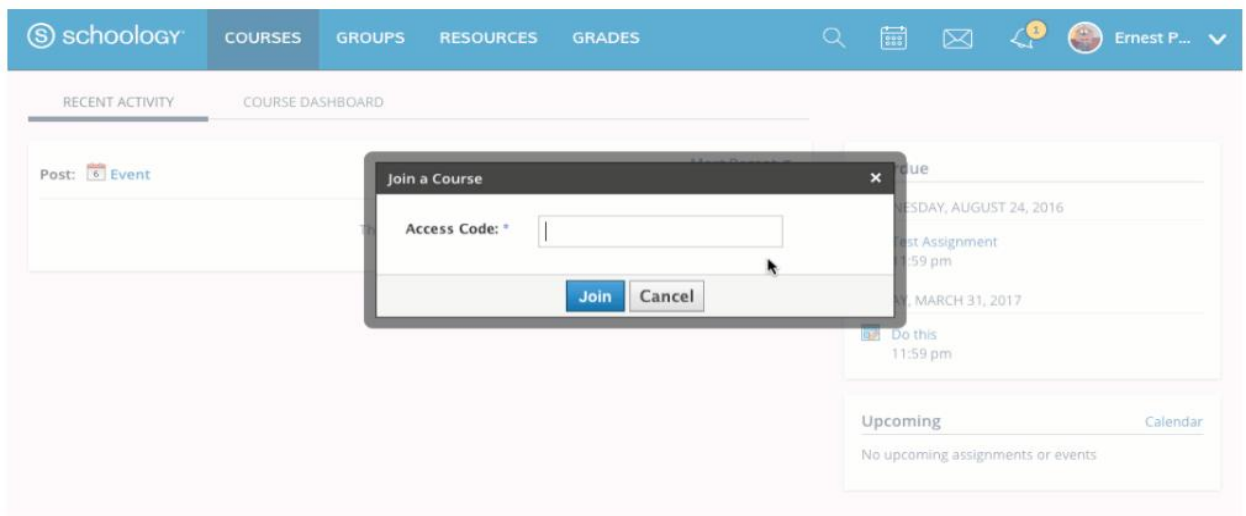 schoology COURSES GROUPS RESOURCES GRADES 1 Ernest P...
RECENT ACTIVITY COURSE DASHBOARD
Post: 6 Event
Join a Course ×
Access Code: *
Join Cancel
AUGUST 24, 2016
Test Assignment
11:59 pm
MARCH 31, 2017
Do this
11:59 pm
Upcoming Calendar
No upcoming assignments or events